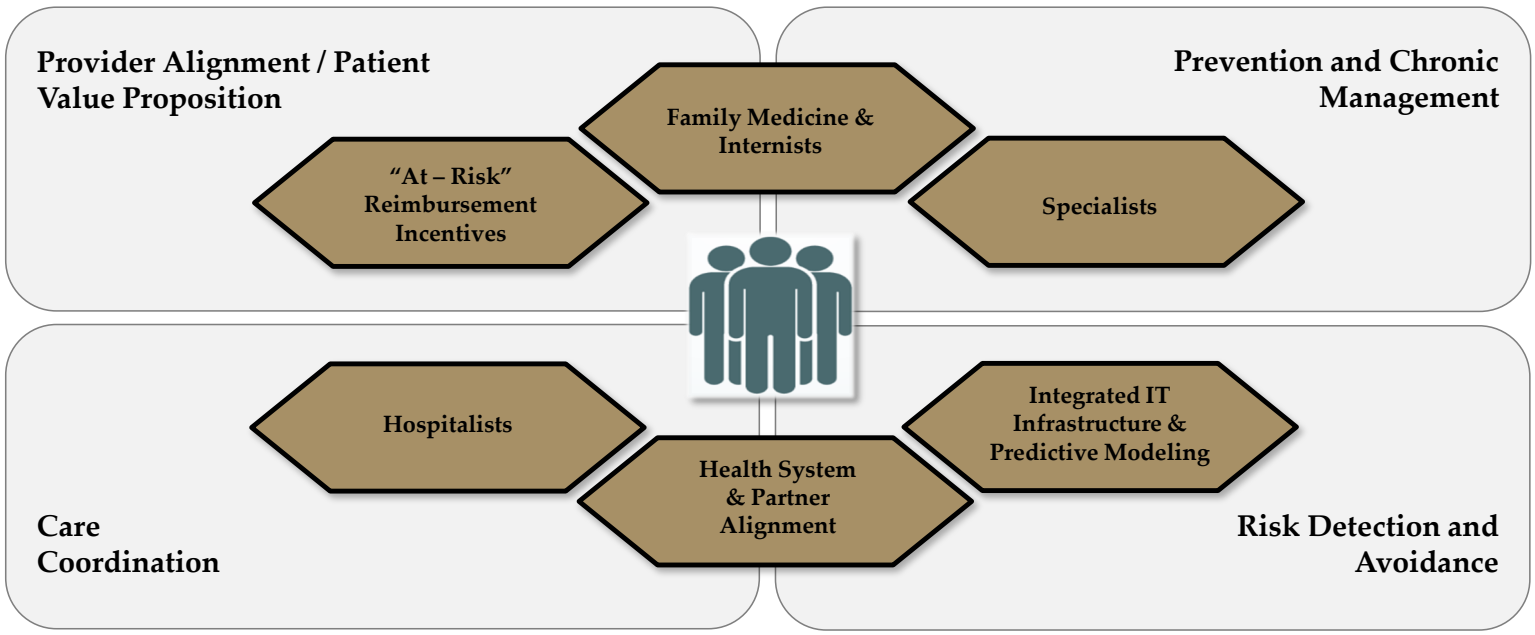 Provider Alignment / Patient
Value Proposition
Prevention and Chronic
Management
Family Medicine &
Internists
“At – Risk”
Reimbursement
Incentives
Specialists
Hospitalists
Health System
& Partner
Alignment
Integrated IT
Infrastructure &
Predictive Modeling
Care
Coordination
Risk Detection and
Avoidance